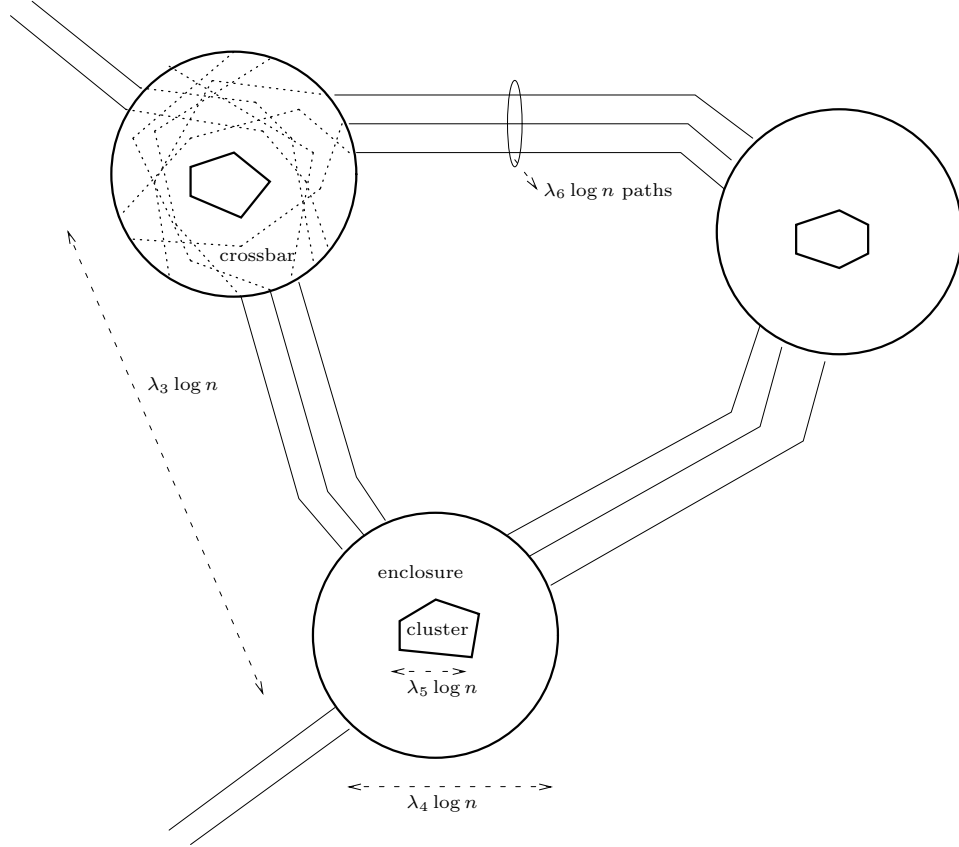 λ₆ log n paths
crossbar
λ₃ log n
enclosure
cluster
λ₅ log n
λ₄ log n